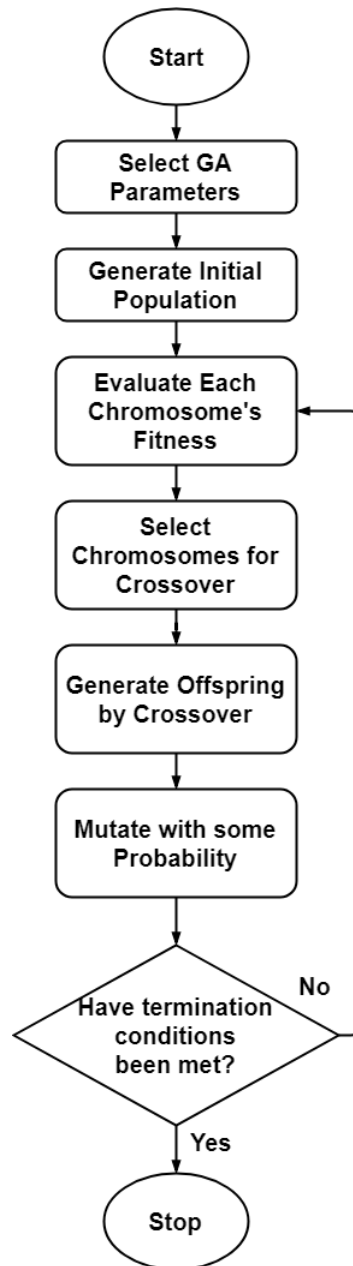 Start
Select GA
Parameters
Generate Initial
Population
Evaluate Each
Chromosome's
Fitness
Select
Chromosomes for
Crossover
Generate Offspring
by Crossover
Mutate with some
Probability
No
Have termination
conditions
been met?
Yes
Stop